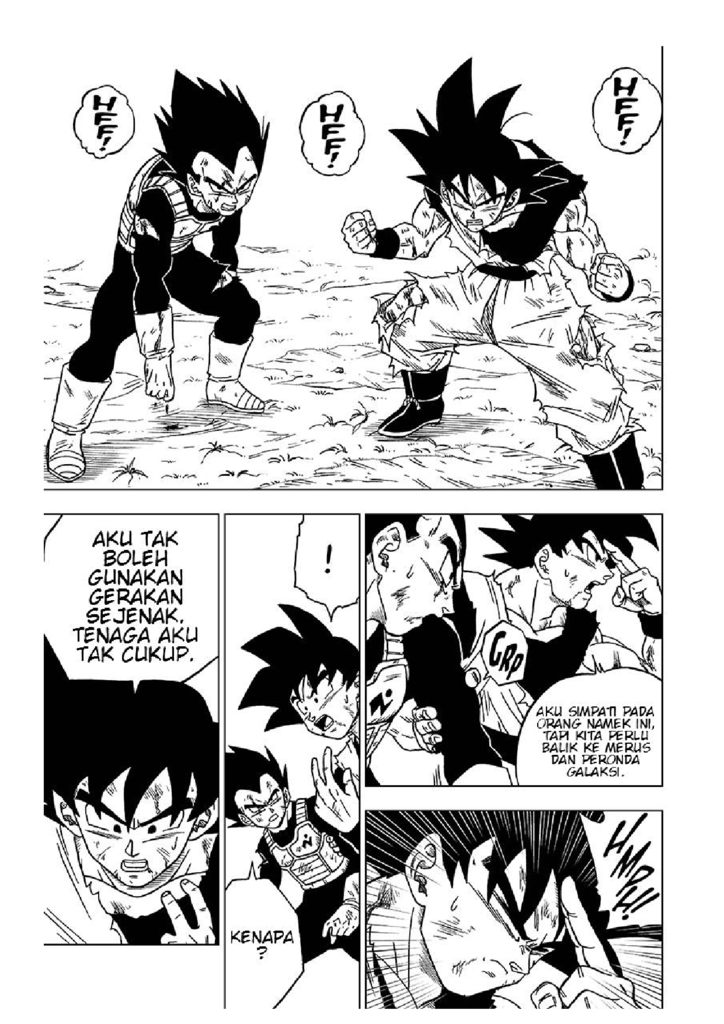 HFF!
HFF!
HFF!
GRP
AKU SIMPATI PADA
ORANG NAMEK INI,
TAPI KITA PERLU
BALIK KE MERUS
DAN PERONDA
GALAKSI.
HMPH!
!
KENAPA
?
AKU TAK
BOLEH
GUNAKAN
GERAKAN
SEJENAK.
TENAGA AKU
TAK CUKUP.